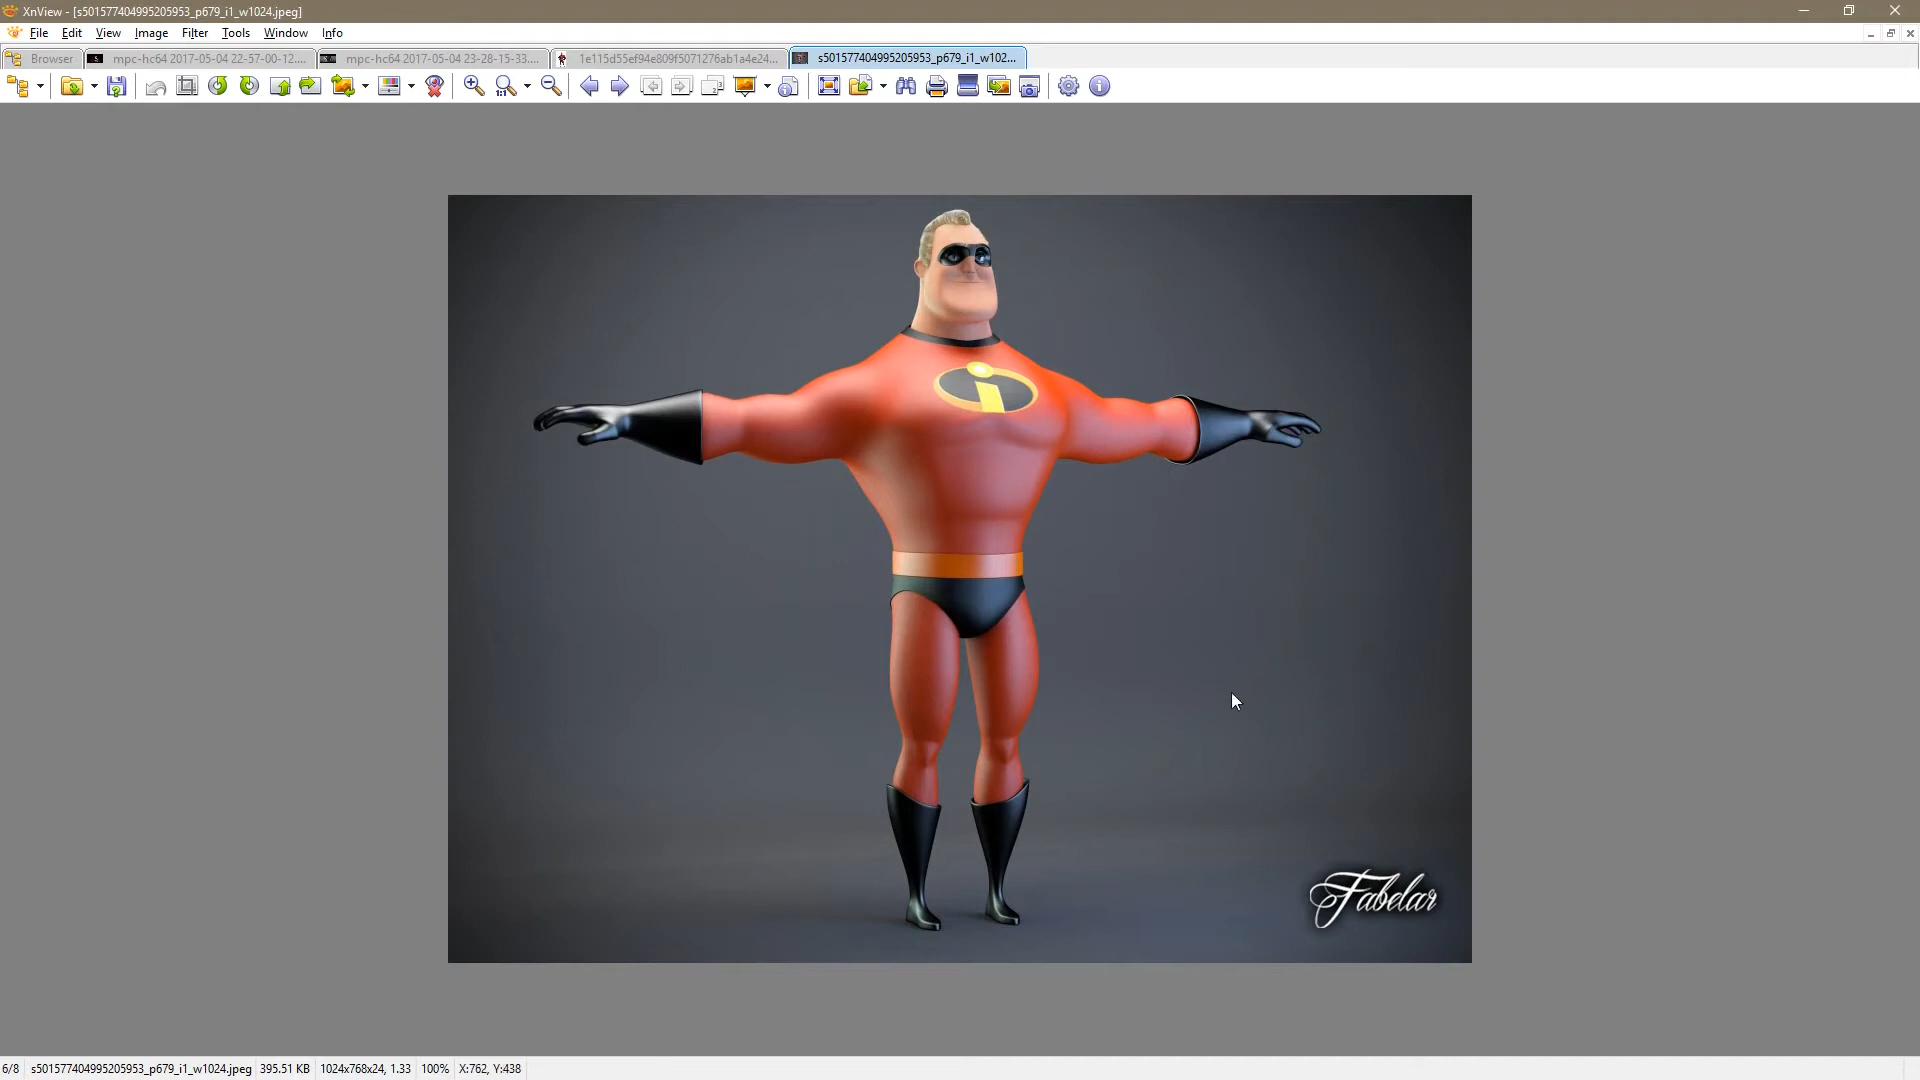 XnView - [s501577404995205953_p679_i1_w1024.jpeg]
File Edit View Image Filter Tools Window Info
Browser mpc-hc64 2017-05-04 22-57-00-12.... mpc-hc64 2017-05-04 23-28-15-33.... 1e115d55ef94e809f5071276ab1a4e24... s501577404995205953_p679_i1_w102...
1:1
i
Fabelar
6/8 s501577404995205953_p679_i1_w1024.jpeg 395.51 KB 1024x768x24, 1.33 100% X:762, Y:438